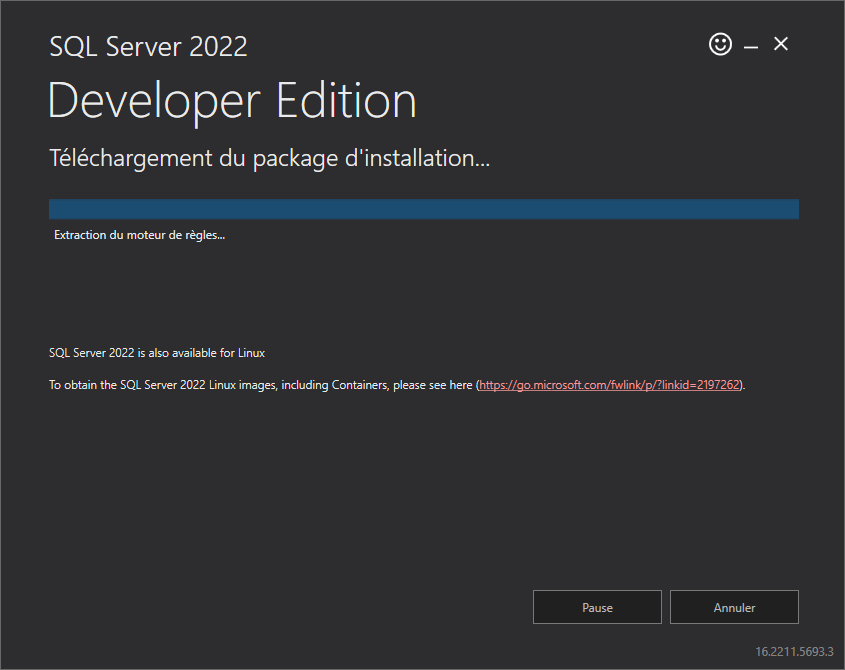 SQL Server 2022
Developer Edition
Téléchargement du package d'installation...
Extraction du moteur de règles...
SQL Server 2022 is also available for Linux
To obtain the SQL Server 2022 Linux images, including Containers, please see here (https://go.microsoft.com/fwlink/p/?linkid=2197262).
Pause
Annuler
16.2211.5693.3